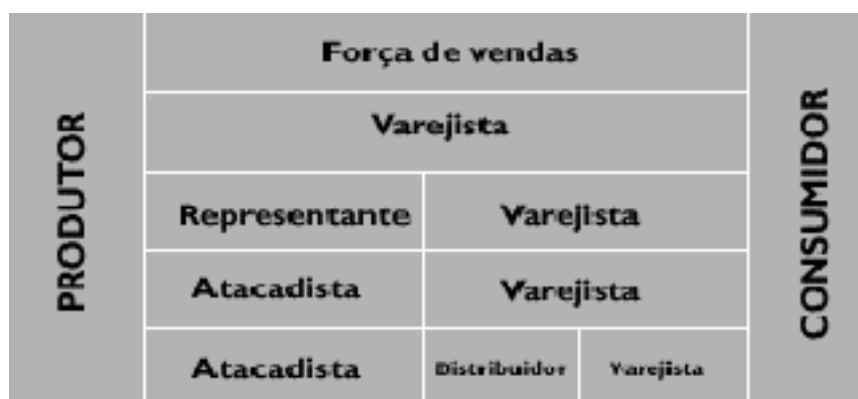 PRODUTOR
Força de vendas
Varejista
Representante Varejista
Atacadista Varejista
Atacadista Distribuidor Varejista
CONSUMIDOR